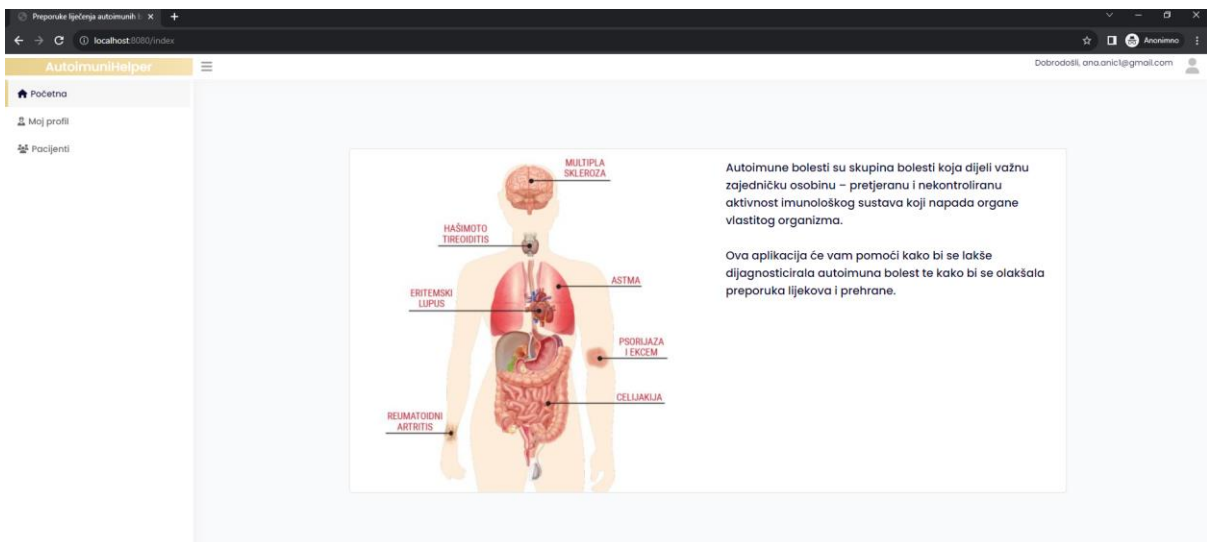 Preporuke liječenja autoimunih
localhost:8080/index
Anonimno
AutoimuniHelper
Dobrodošli, ana.anic1@gmail.com
Početna
Moj profil
Pacijenti
MULTIPLA
SKLEROZA
HAŠIMOTO
TIREOIDITIS
ASTMA
ERITEMSKI
LUPUS
PSORIJAZA
I EKCEM
CELIJAKIJA
REUMATOIDNI
ARTRITIS
Autoimune bolesti su skupina bolesti koja dijeli važnu
zajedničku osobinu – pretjeranu i nekontroliranu
aktivnost imunološkog sustava koji napada organe
vlastitog organizma.
Ova aplikacija će vam pomoći kako bi se lakše
dijagnosticirala autoimuna bolest te kako bi se olakšala
preporuka lijekova i prehrane.